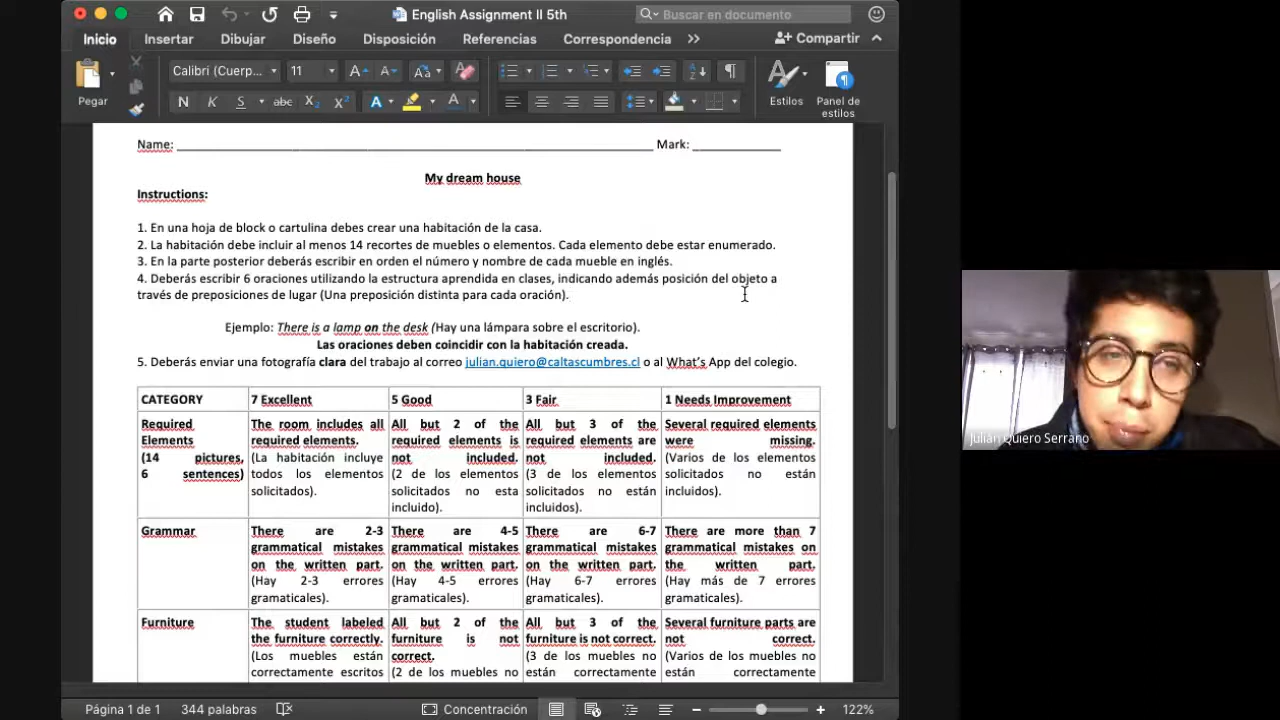 English Assignment II 5th
Buscar en documento
Inicio Insertar Dibujar Diseño Disposición Referencias Correspondencia Compartir
Pegar
Calibri (Cuerp... 11
N K S abc X2 X2 A A
Estilos Panel de estilos
Name: Mark:
My dream house
Instructions:
1. En una hoja de block o cartulina debes crear una habitación de la casa.
2. La habitación debe incluir al menos 14 recortes de muebles o elementos. Cada elemento debe estar enumerado.
3. En la parte posterior deberás escribir en orden el número y nombre de cada mueble en inglés.
4. Deberás escribir 6 oraciones utilizando la estructura aprendida en clases, indicando además posición del objeto a
través de preposiciones de lugar (Una preposición distinta para cada oración).
Ejemplo: There is a lamp on the desk (Hay una lámpara sobre el escritorio).
Las oraciones deben coincidir con la habitación creada.
5. Deberás enviar una fotografía clara del trabajo al correo julian.quiero@caltascumbres.cl o al What's App del colegio.
CATEGORY 7 Excellent 5 Good 3 Fair 1 Needs Improvement
Required Elements (14 pictures, 6 sentences)
The room includes all required elements. (La habitación incluye todos los elementos solicitados).
All but 2 of the required elements is not included. (2 de los elementos solicitados no esta incluido).
All but 3 of the required elements are not included. (3 de los elementos solicitados no están incluidos).
Several required elements were missing. (Varios de los elementos solicitados no están incluidos).
Grammar
There are 2-3 grammatical mistakes on the written part. (Hay 2-3 errores gramaticales).
There are 4-5 grammatical mistakes on the written part. (Hay 4-5 errores gramaticales).
There are 6-7 grammatical mistakes on the written part. (Hay 6-7 errores gramaticales).
There are more than 7 grammatical mistakes on the written part. (Hay más de 7 errores gramaticales).
Furniture
The student labeled the furniture correctly. (Los muebles están correctamente escritos
All but 2 of the furniture is not correct. (2 de los muebles no
All but 3 of the furniture is not correct. (3 de los muebles no están correctamente
Several furniture parts are not correct. (Varios de los muebles no están correctamente
Julián Quiero Serrano
Página 1 de 1 344 palabras Concentración 122%